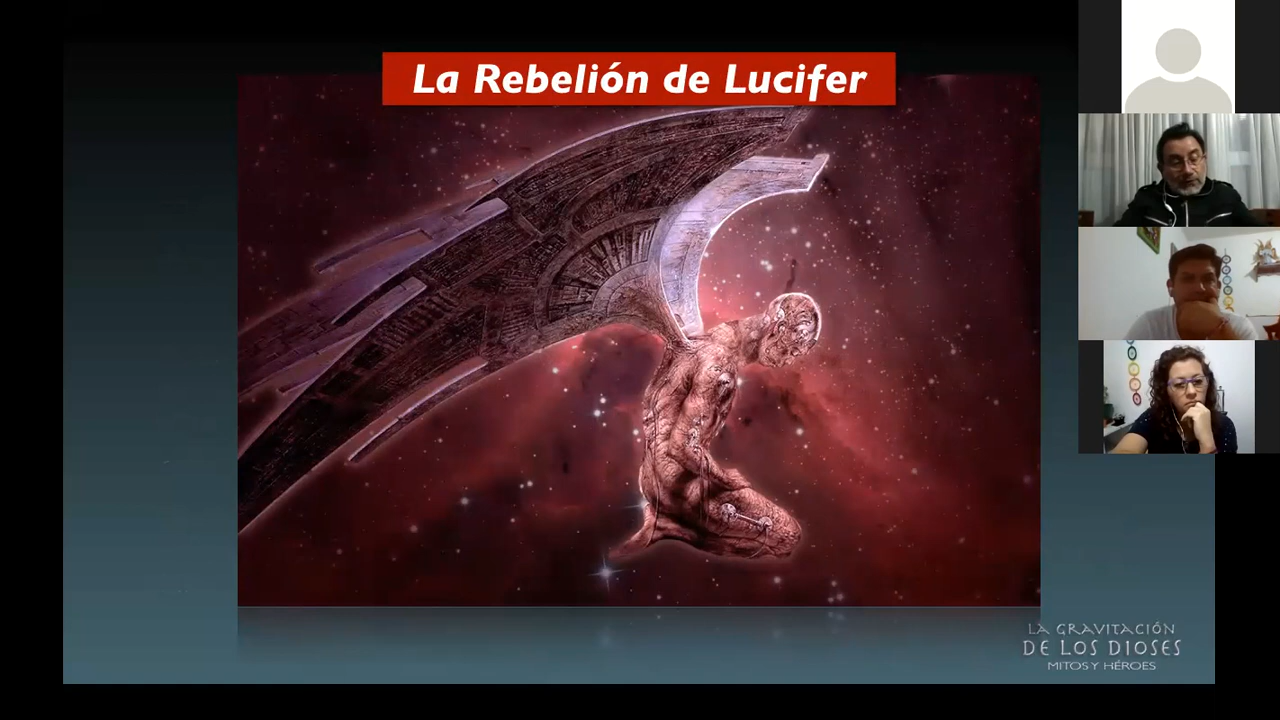 La Rebelión de Lucifer
LA GRAVITACIÓN
DE LOS DIOSES
MITOS Y HÉROES